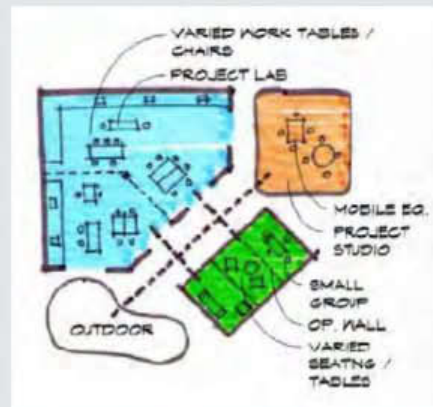 VARIED WORK TABLES /
CHAIRS
PROJECT LAB
MOBILE EQ.
PROJECT
STUDIO
SMALL
GROUP
OP. WALL
VARIED
SEATNG /
TABLES
OUTDOOR